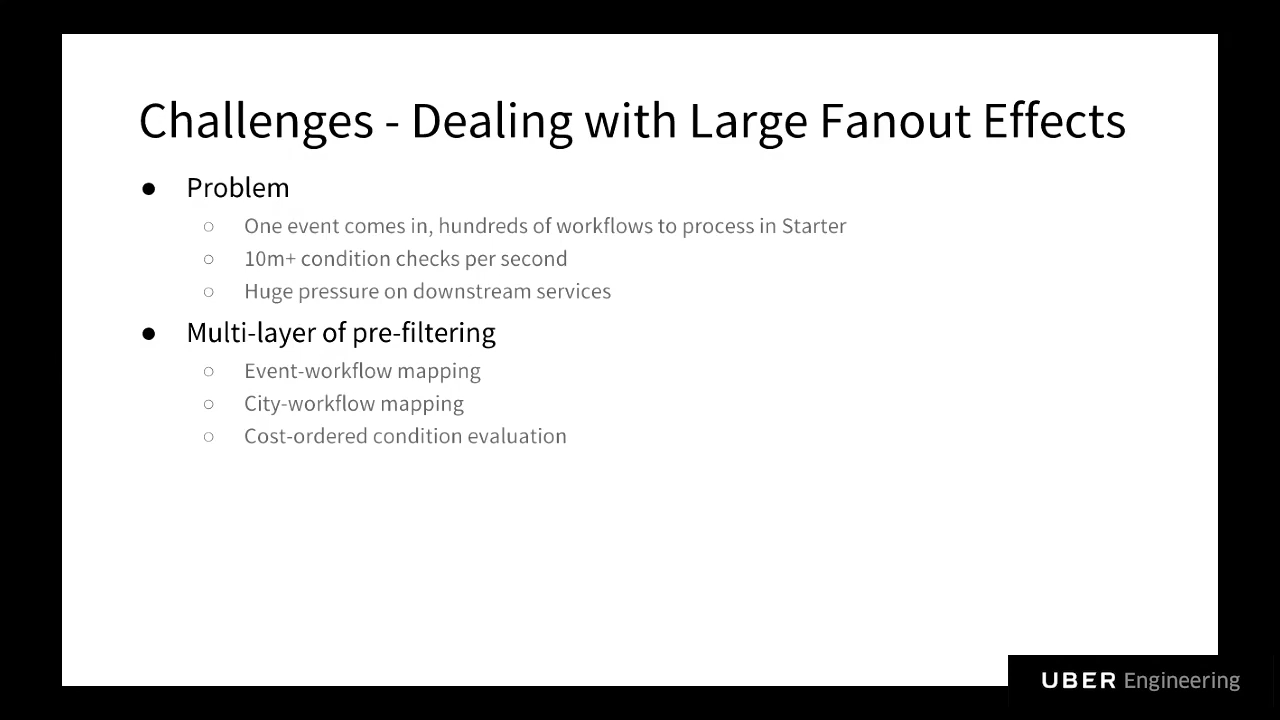 Challenges - Dealing with Large Fanout Effects
● Problem
○ One event comes in, hundreds of workflows to process in Starter
○ 10m+ condition checks per second
○ Huge pressure on downstream services
● Multi-layer of pre-filtering
○ Event-workflow mapping
○ City-workflow mapping
○ Cost-ordered condition evaluation
UBER Engineering